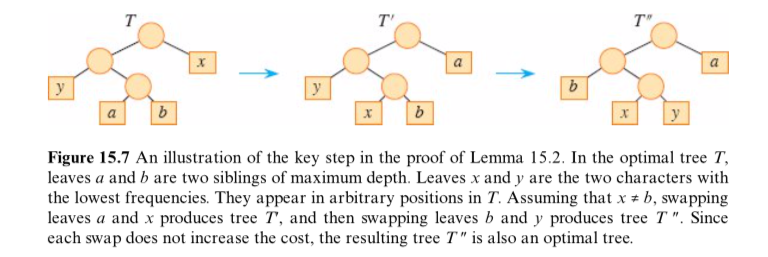 T T′ T″
x a a
y y b
a b x b x y
Figure 15.7 An illustration of the key step in the proof of Lemma 15.2. In the optimal tree T,
leaves a and b are two siblings of maximum depth. Leaves x and y are the two characters with
the lowest frequencies. They appear in arbitrary positions in T. Assuming that x ≠ b, swapping
leaves a and x produces tree T′, and then swapping leaves b and y produces tree T ″. Since
each swap does not increase the cost, the resulting tree T″ is also an optimal tree.